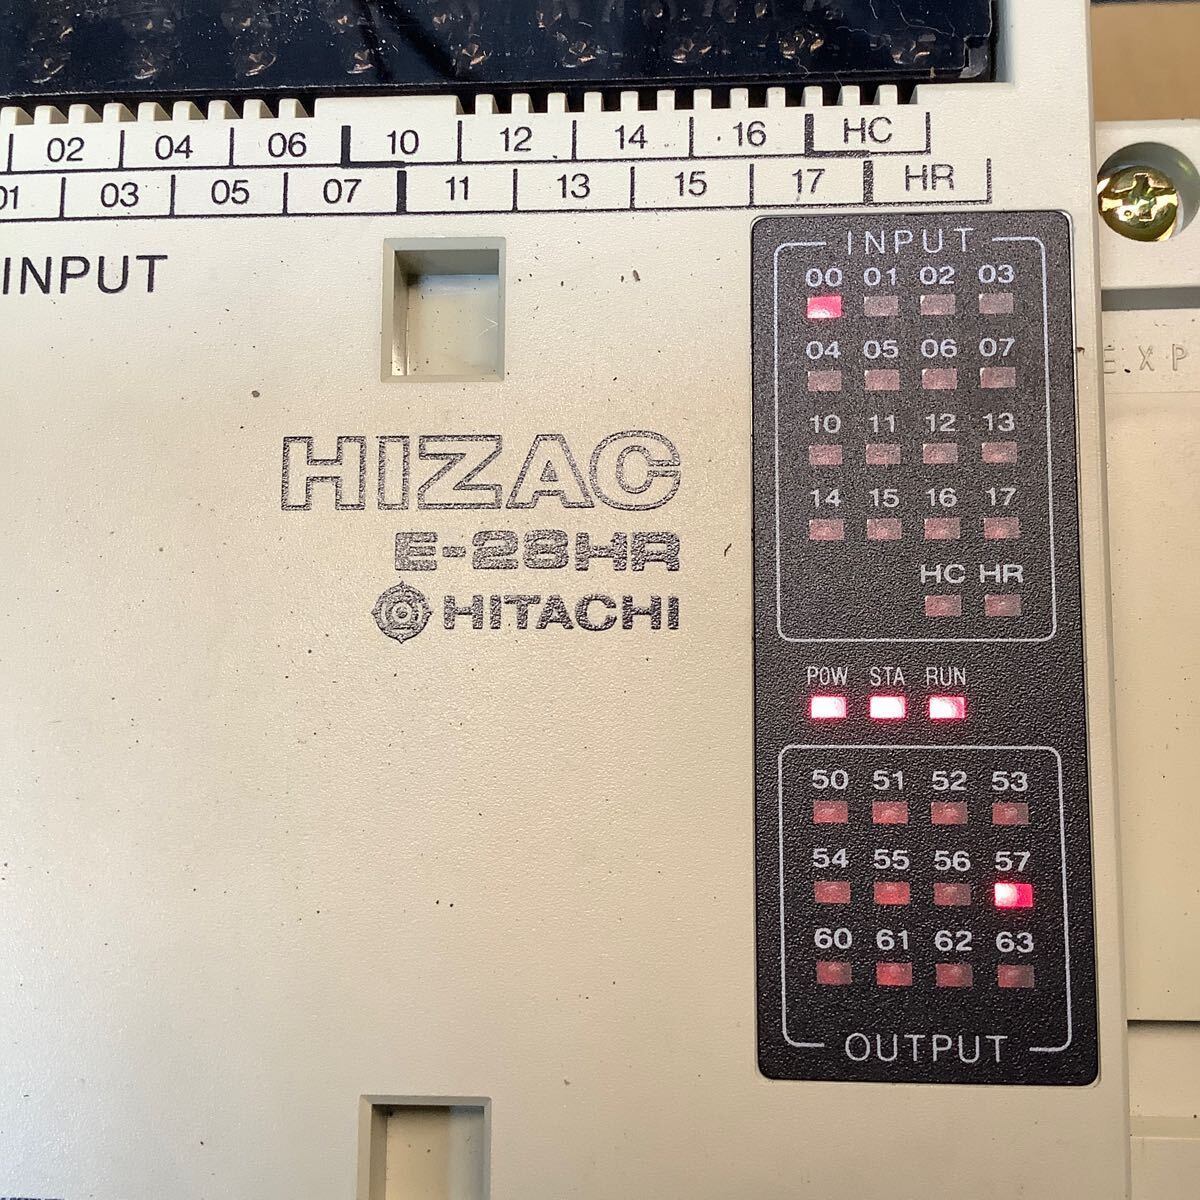 02 04 06 10 12 14 16 HC
01 03 05 07 11 13 15 17 HR
INPUT
HIZAC
E-28HR
HITACHI
INPUT
00 01 02 03
04 05 06 07
10 11 12 13
14 15 16 17
HC HR
POW STA RUN
50 51 52 53
54 55 56 57
60 61 62 63
OUTPUT
EXP